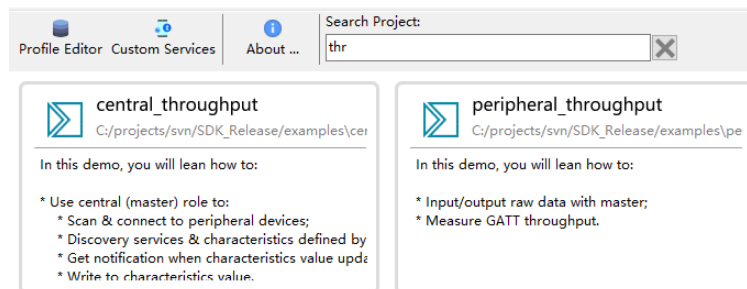 Search Project:
Profile Editor Custom Services About ...
thr
central_throughput
C:/projects/svn/SDK_Release/examples\cer
In this demo, you will lean how to:
* Use central (master) role to:
* Scan & connect to peripheral devices;
* Discovery services & characteristics defined by
* Get notification when characteristics value upda
* Write to characteristics value.
peripheral_throughput
C:/projects/svn/SDK_Release/examples\pe
In this demo, you will lean how to:
* Input/output raw data with master;
* Measure GATT throughput.